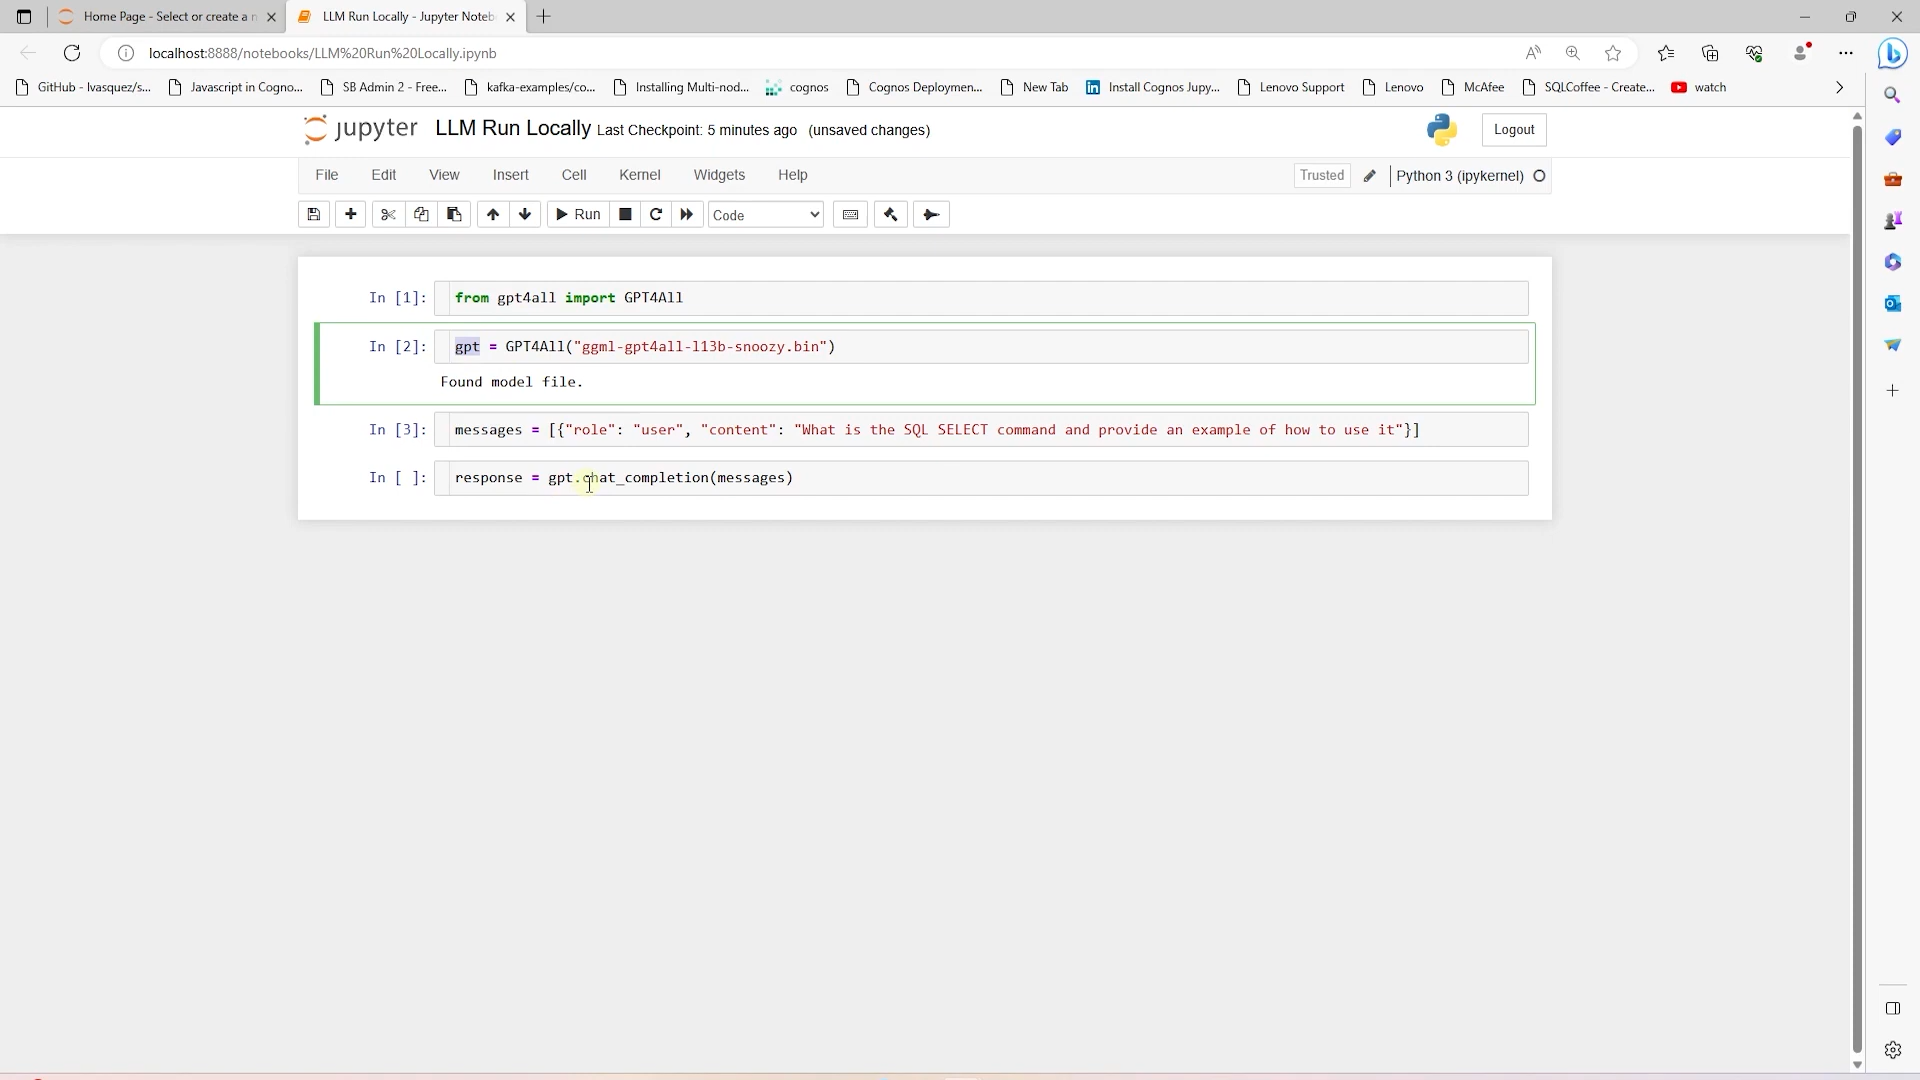 Home Page - Select or create a n
LLM Run Locally - Jupyter Noteb
localhost:8888/notebooks/LLM%20Run%20Locally.ipynb
GitHub - lvasquez/s...
Javascript in Cogno...
SB Admin 2 - Free...
kafka-examples/co...
Installing Multi-nod...
cognos
Cognos Deploymen...
New Tab
Install Cognos Jupy...
Lenovo Support
Lenovo
McAfee
SQLCoffee - Create...
watch
jupyter LLM Run Locally Last Checkpoint: 5 minutes ago (unsaved changes)
Logout
File Edit View Insert Cell Kernel Widgets Help
Trusted
Python 3 (ipykernel)
Run
Code
In [1]: from gpt4all import GPT4All
In [2]: gpt = GPT4All("ggml-gpt4all-l13b-snoozy.bin")
Found model file.
In [3]: messages = [{"role": "user", "content": "What is the SQL SELECT command and provide an example of how to use it"}]
In [ ]: response = gpt.chat_completion(messages)